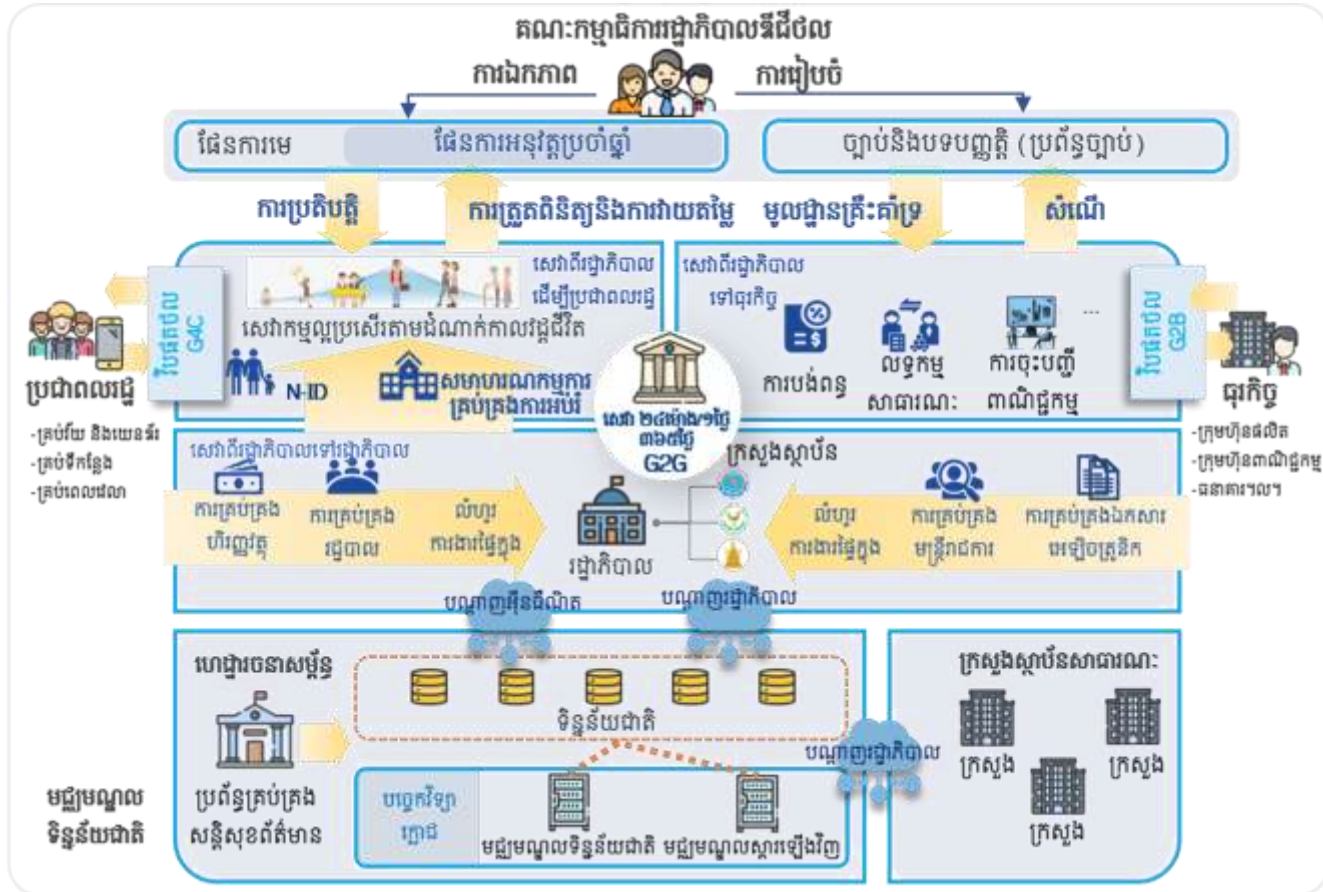 គណៈកម្មាធិការរដ្ឋាភិបាលឌីជីថល
ការឯកភាព
ការរៀបចំ
ផែនការមេ
ផែនការអនុវត្តប្រចាំឆ្នាំ
ច្បាប់និងបទបញ្ញត្តិ (ប្រព័ន្ធច្បាប់)
ការប្រតិបត្តិ
ការត្រួតពិនិត្យនិងការវាយតម្លៃ
មូលដ្ឋានគ្រឹះគាំទ្រ
សំណើ
សេវាពីរដ្ឋាភិបាល
ដើម្បីប្រជាពលរដ្ឋ
សេវាកម្មល្អប្រសើរតាមដំណាក់កាលវដ្តជីវិត
វិបផតថល
G4C
N-ID
សមាហរណកម្មការ
គ្រប់គ្រងការអប់រំ
ប្រជាពលរដ្ឋ
-គ្រប់វ័យ និងយេនឌ័រ
-គ្រប់ទីកន្លែង
-គ្រប់ពេលវេលា
សេវាពីរដ្ឋាភិបាល
ទៅធុរកិច្ច
ការបង់ពន្ធ
លទ្ធកម្ម
សាធារណៈ
ការចុះបញ្ជី
ពាណិជ្ជកម្ម
...
វិបផតថល
G2B
ធុរកិច្ច
-ក្រុមហ៊ុនផលិត
-ក្រុមហ៊ុនពាណិជ្ជកម្ម
-ធនាគារ។ល។
សេវា ២៤ម៉ោង/១ថ្ងៃ
៣៦៥ថ្ងៃ
G2G
សេវាពីរដ្ឋាភិបាលទៅរដ្ឋាភិបាល
ការគ្រប់គ្រង
ហិរញ្ញវត្ថុ
ការគ្រប់គ្រង
រដ្ឋបាល
លំហូរ
ការងារផ្ទៃក្នុង
រដ្ឋាភិបាល
ក្រសួងស្ថាប័ន
លំហូរ
ការងារផ្ទៃក្នុង
ការគ្រប់គ្រង
មន្ត្រីរាជការ
ការគ្រប់គ្រងឯកសារ
អេឡិចត្រូនិក
បណ្តាញអ៊ីនធឺណិត
បណ្តាញរដ្ឋាភិបាល
ហេដ្ឋារចនាសម្ព័ន្ធ
ទិន្នន័យជាតិ
ប្រព័ន្ធគ្រប់គ្រង
សន្តិសុខព័ត៌មាន
បច្ចេកវិទ្យា
ក្លោដ
មជ្ឈមណ្ឌលទិន្នន័យជាតិ
មជ្ឈមណ្ឌលស្តារឡើងវិញ
មជ្ឈមណ្ឌល
ទិន្នន័យជាតិ
បណ្តាញរដ្ឋាភិបាល
ក្រសួងស្ថាប័នសាធារណៈ
ក្រសួង
ក្រសួង
ក្រសួង